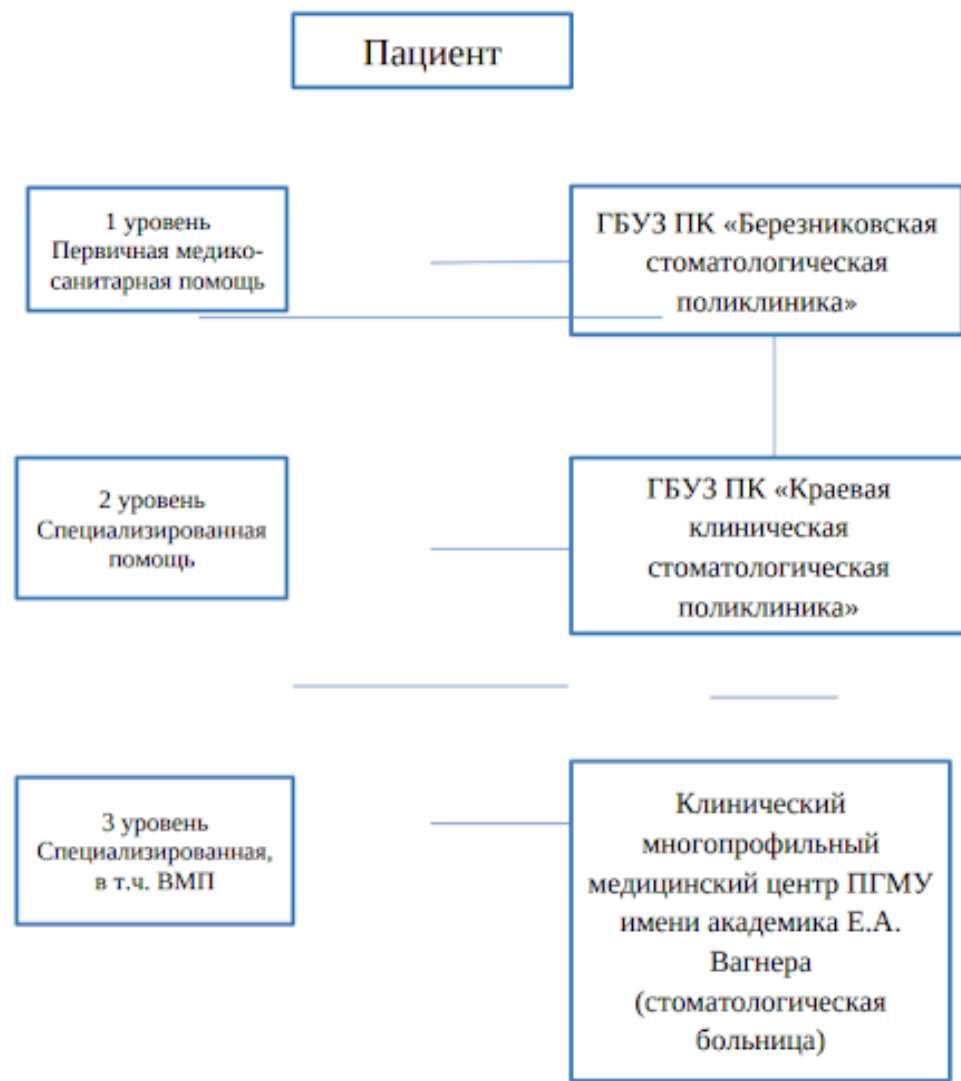 Пациент
1 уровень
Первичная медико-
санитарная помощь
ГБУЗ ПК «Березниковская
стоматологическая
поликлиника»
2 уровень
Специализированная
помощь
ГБУЗ ПК «Краевая
клиническая
стоматологическая
поликлиника»
3 уровень
Специализированная,
в т.ч. ВМП
Клинический
многопрофильный
медицинский центр ПГМУ
имени академика Е.А.
Вагнера
(стоматологическая
больница)